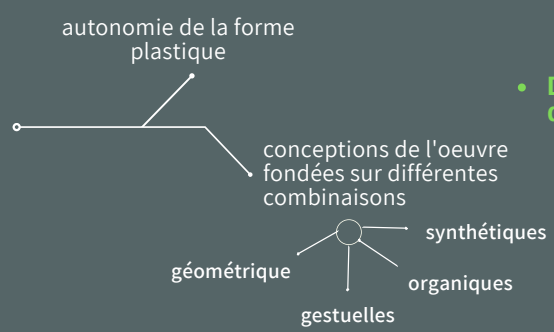 autonomie de la forme
plastique
conceptions de l'oeuvre
fondées sur différentes
combinaisons
synthétiques
géométrique
organiques
gestuelles